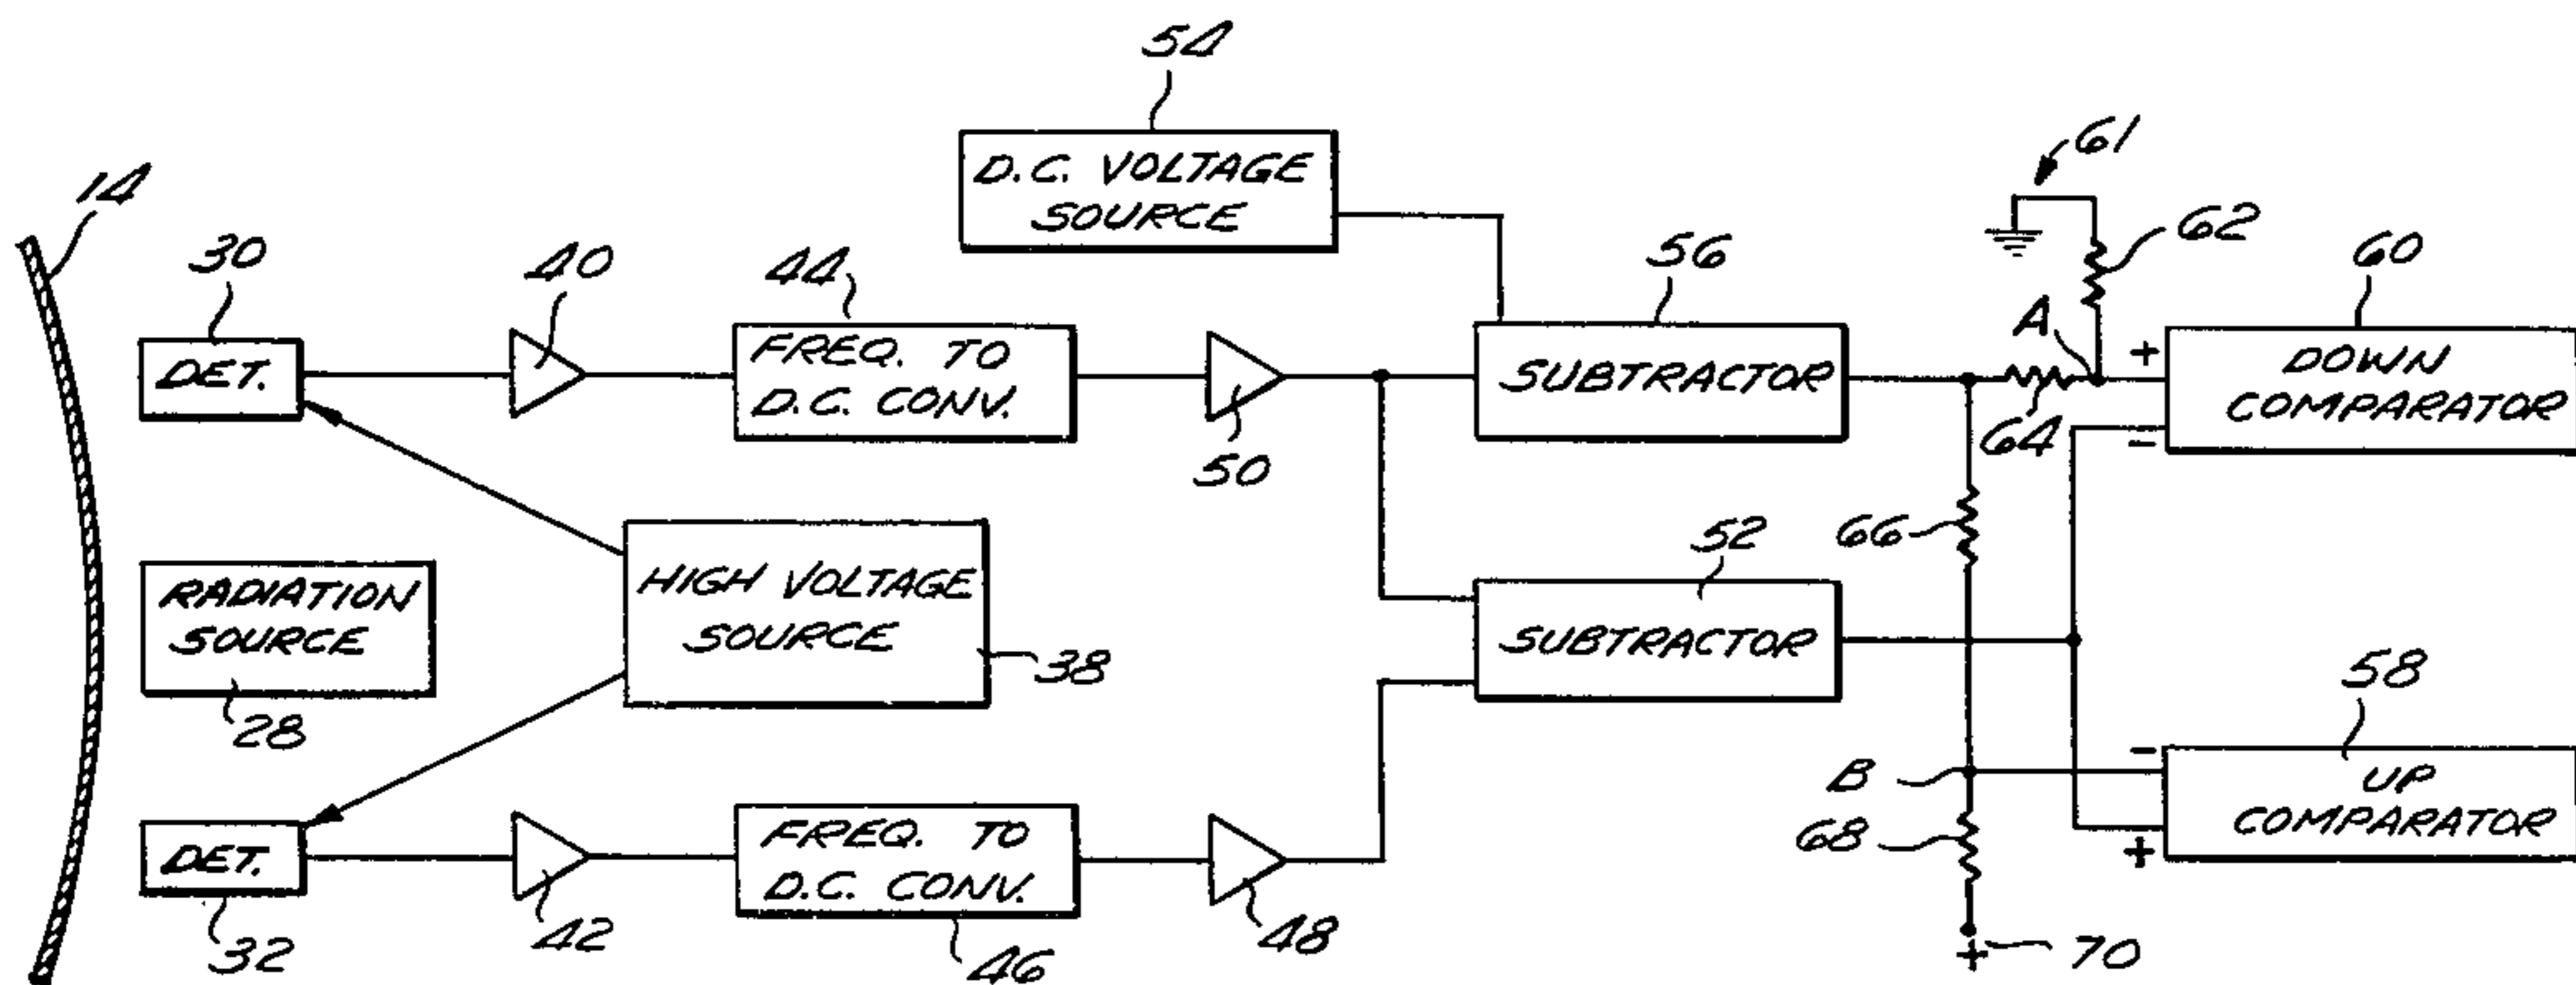 54
D.C. VOLTAGE
SOURCE
61
14
30
DET.
40
44
FREQ. TO
D.C. CONV.
50
56
SUBTRACTOR
62
A
64
60
+
-
DOWN
COMPARATOR
RADIATION
SOURCE
28
HIGH VOLTAGE
SOURCE
38
52
SUBTRACTOR
66
B
68
+
70
58
-
+
UP
COMPARATOR
DET.
32
42
FREQ. TO
D.C. CONV.
46
48